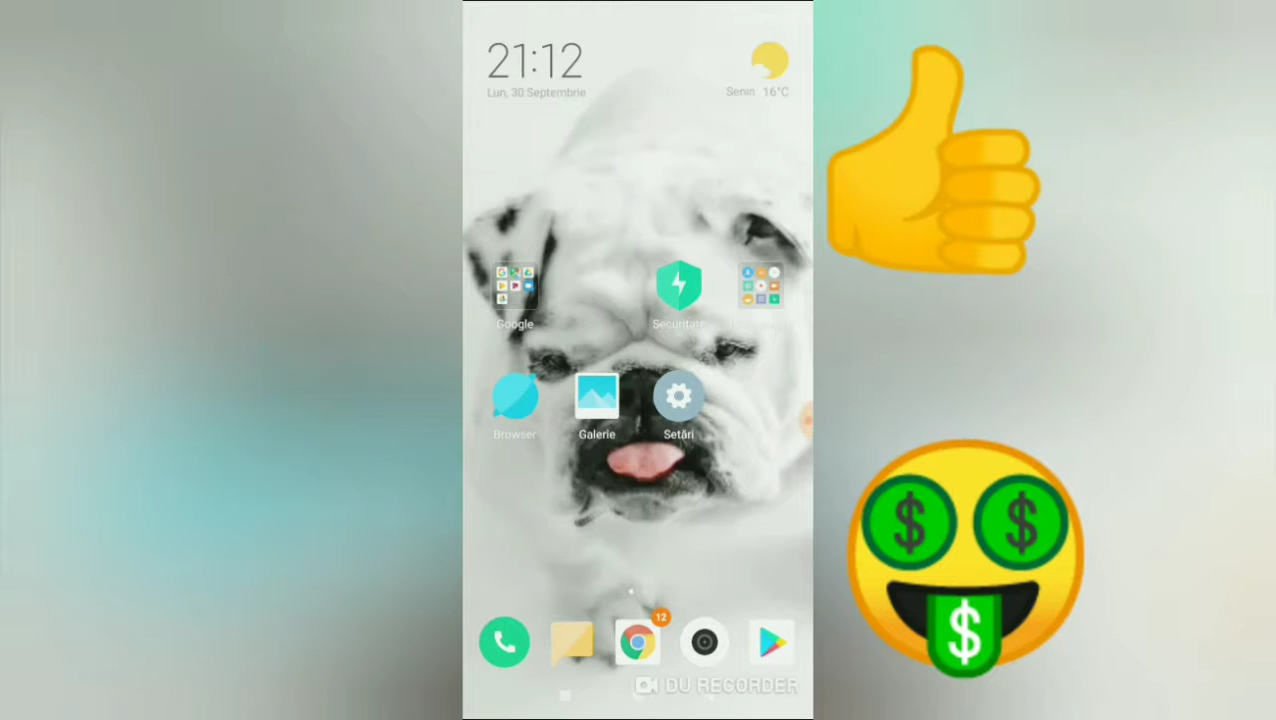 21:12
Lun, 30 Septembrie
Senin 16°C
Google
Securitate
Browser
Galerie
Setări
12
DU RECORDER
$ $
$